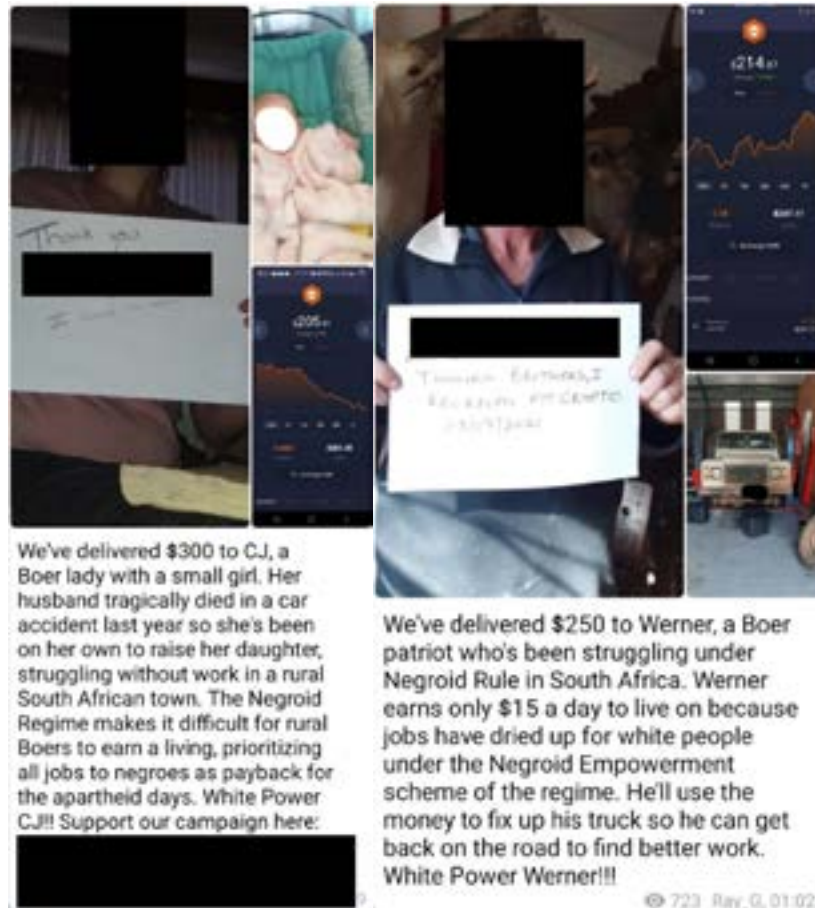 Thank you
I
$205
We've delivered $300 to CJ, a
Boer lady with a small girl. Her
husband tragically died in a car
accident last year so she's been
on her own to raise her daughter,
struggling without work in a rural
South African town. The Negroid
Regime makes it difficult for rural
Boers to earn a living, prioritizing
all jobs to negroes as payback for
the apartheid days. White Power
CJ!! Support our campaign here:
BROTHERS, I
RECEIVED MY CRYPTO
$214
We've delivered $250 to Werner, a Boer
patriot who's been struggling under
Negroid Rule in South Africa. Werner
earns only $15 a day to live on because
jobs have dried up for white people
under the Negroid Empowerment
scheme of the regime. He'll use the
money to fix up his truck so he can get
back on the road to find better work.
White Power Werner!!!
723 Ray_G, 01:02